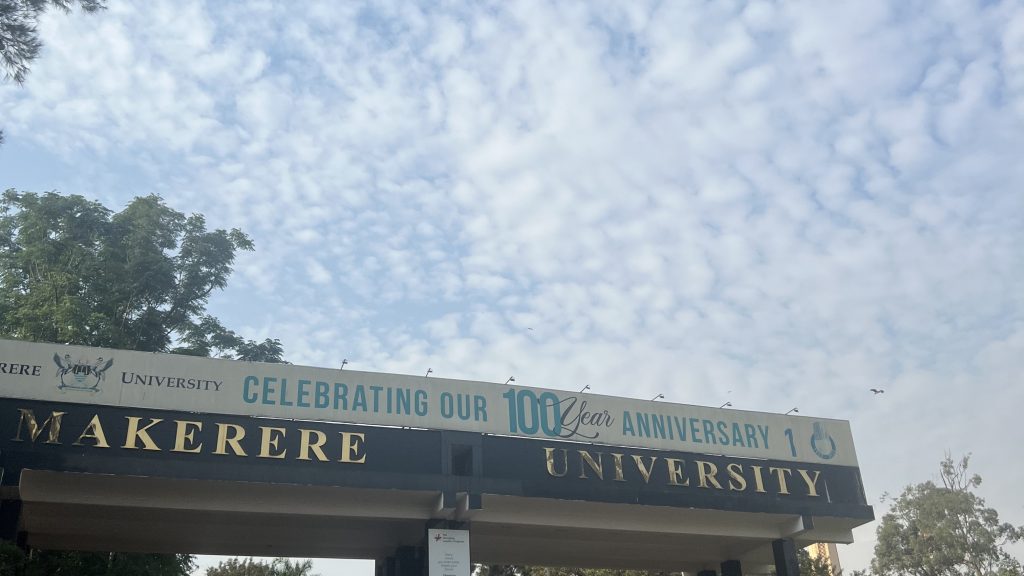 RERE UNIVERSITY CELEBRATING OUR 100 Year ANNIVERSARY 1
MAKERERE UNIVERSITY